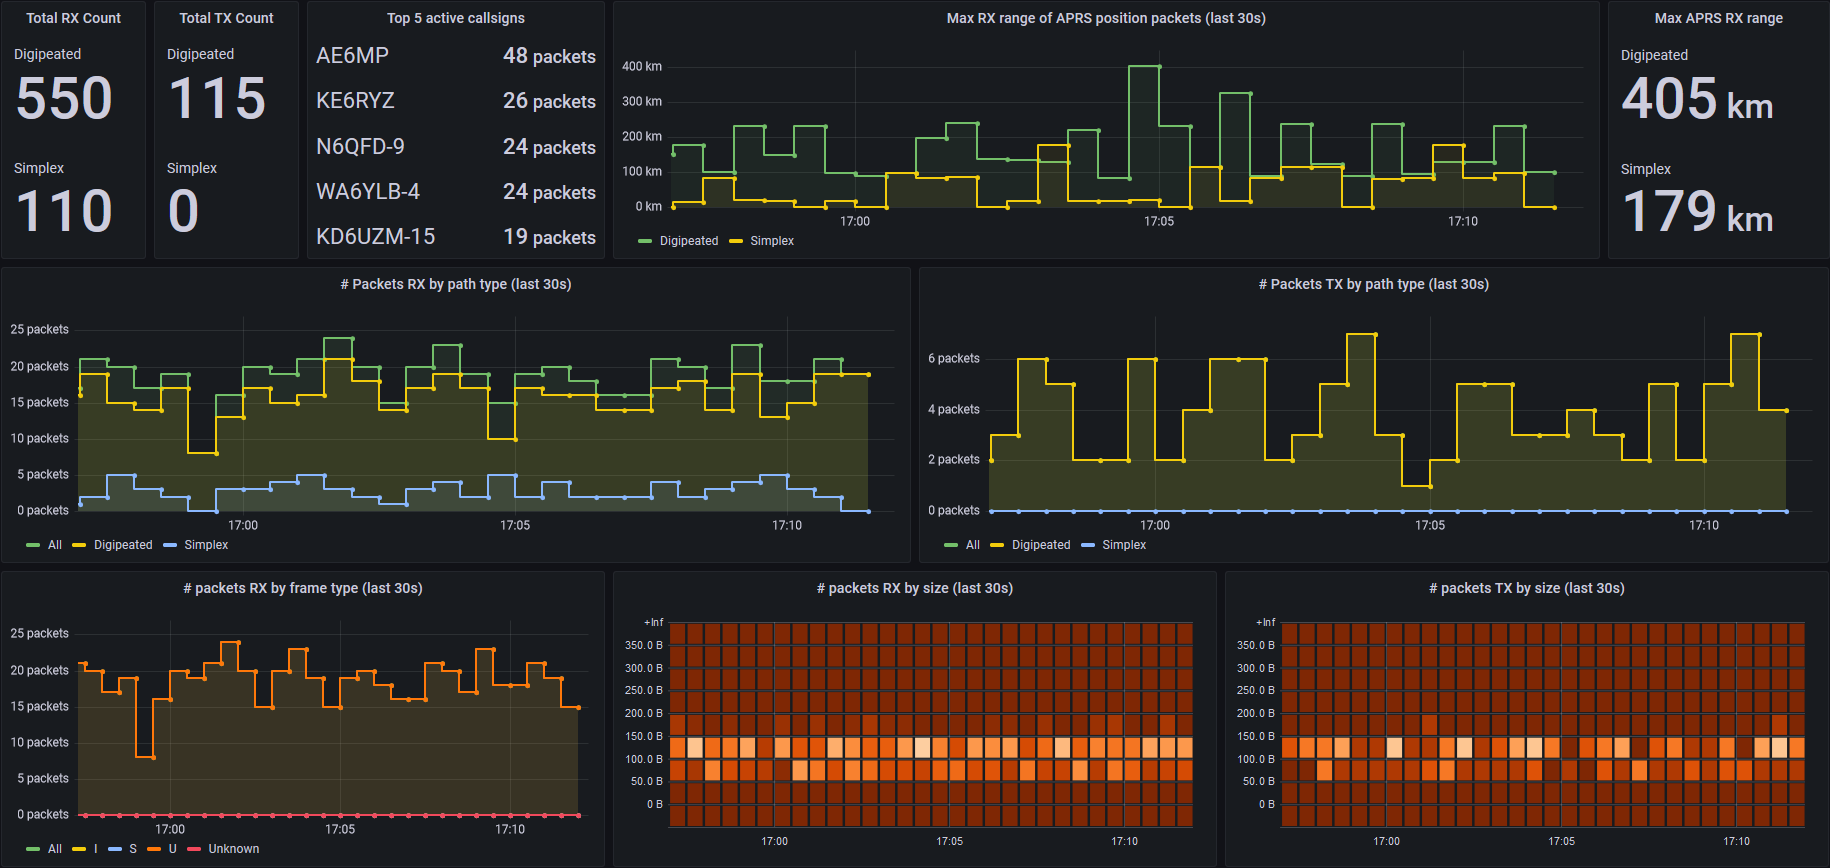 Total RX Count
Digipeated
550
Simplex
110
Total TX Count
Digipeated
115
Simplex
0
Top 5 active callsigns
AE6MP 48 packets
KE6RYZ 26 packets
N6QFD-9 24 packets
WA6YLB-4 24 packets
KD6UZM-15 19 packets
Max RX range of APRS position packets (last 30s)
400 km
300 km
200 km
100 km
0 km
17:00 17:05 17:10
Digipeated Simplex
Max APRS RX range
Digipeated
405 km
Simplex
179 km
# Packets RX by path type (last 30s)
25 packets
20 packets
15 packets
10 packets
5 packets
0 packets
17:00 17:05 17:10
All Digipeated Simplex
# Packets TX by path type (last 30s)
6 packets
4 packets
2 packets
0 packets
17:00 17:05 17:10
All Digipeated Simplex
# packets RX by frame type (last 30s)
25 packets
20 packets
15 packets
10 packets
5 packets
0 packets
17:00 17:05 17:10
All I S U Unknown
# packets RX by size (last 30s)
+Inf
350.0 B
300.0 B
250.0 B
200.0 B
150.0 B
100.0 B
50.0 B
0 B
17:00 17:05 17:10
# packets TX by size (last 30s)
+Inf
350.0 B
300.0 B
250.0 B
200.0 B
150.0 B
100.0 B
50.0 B
0 B
17:00 17:05 17:10